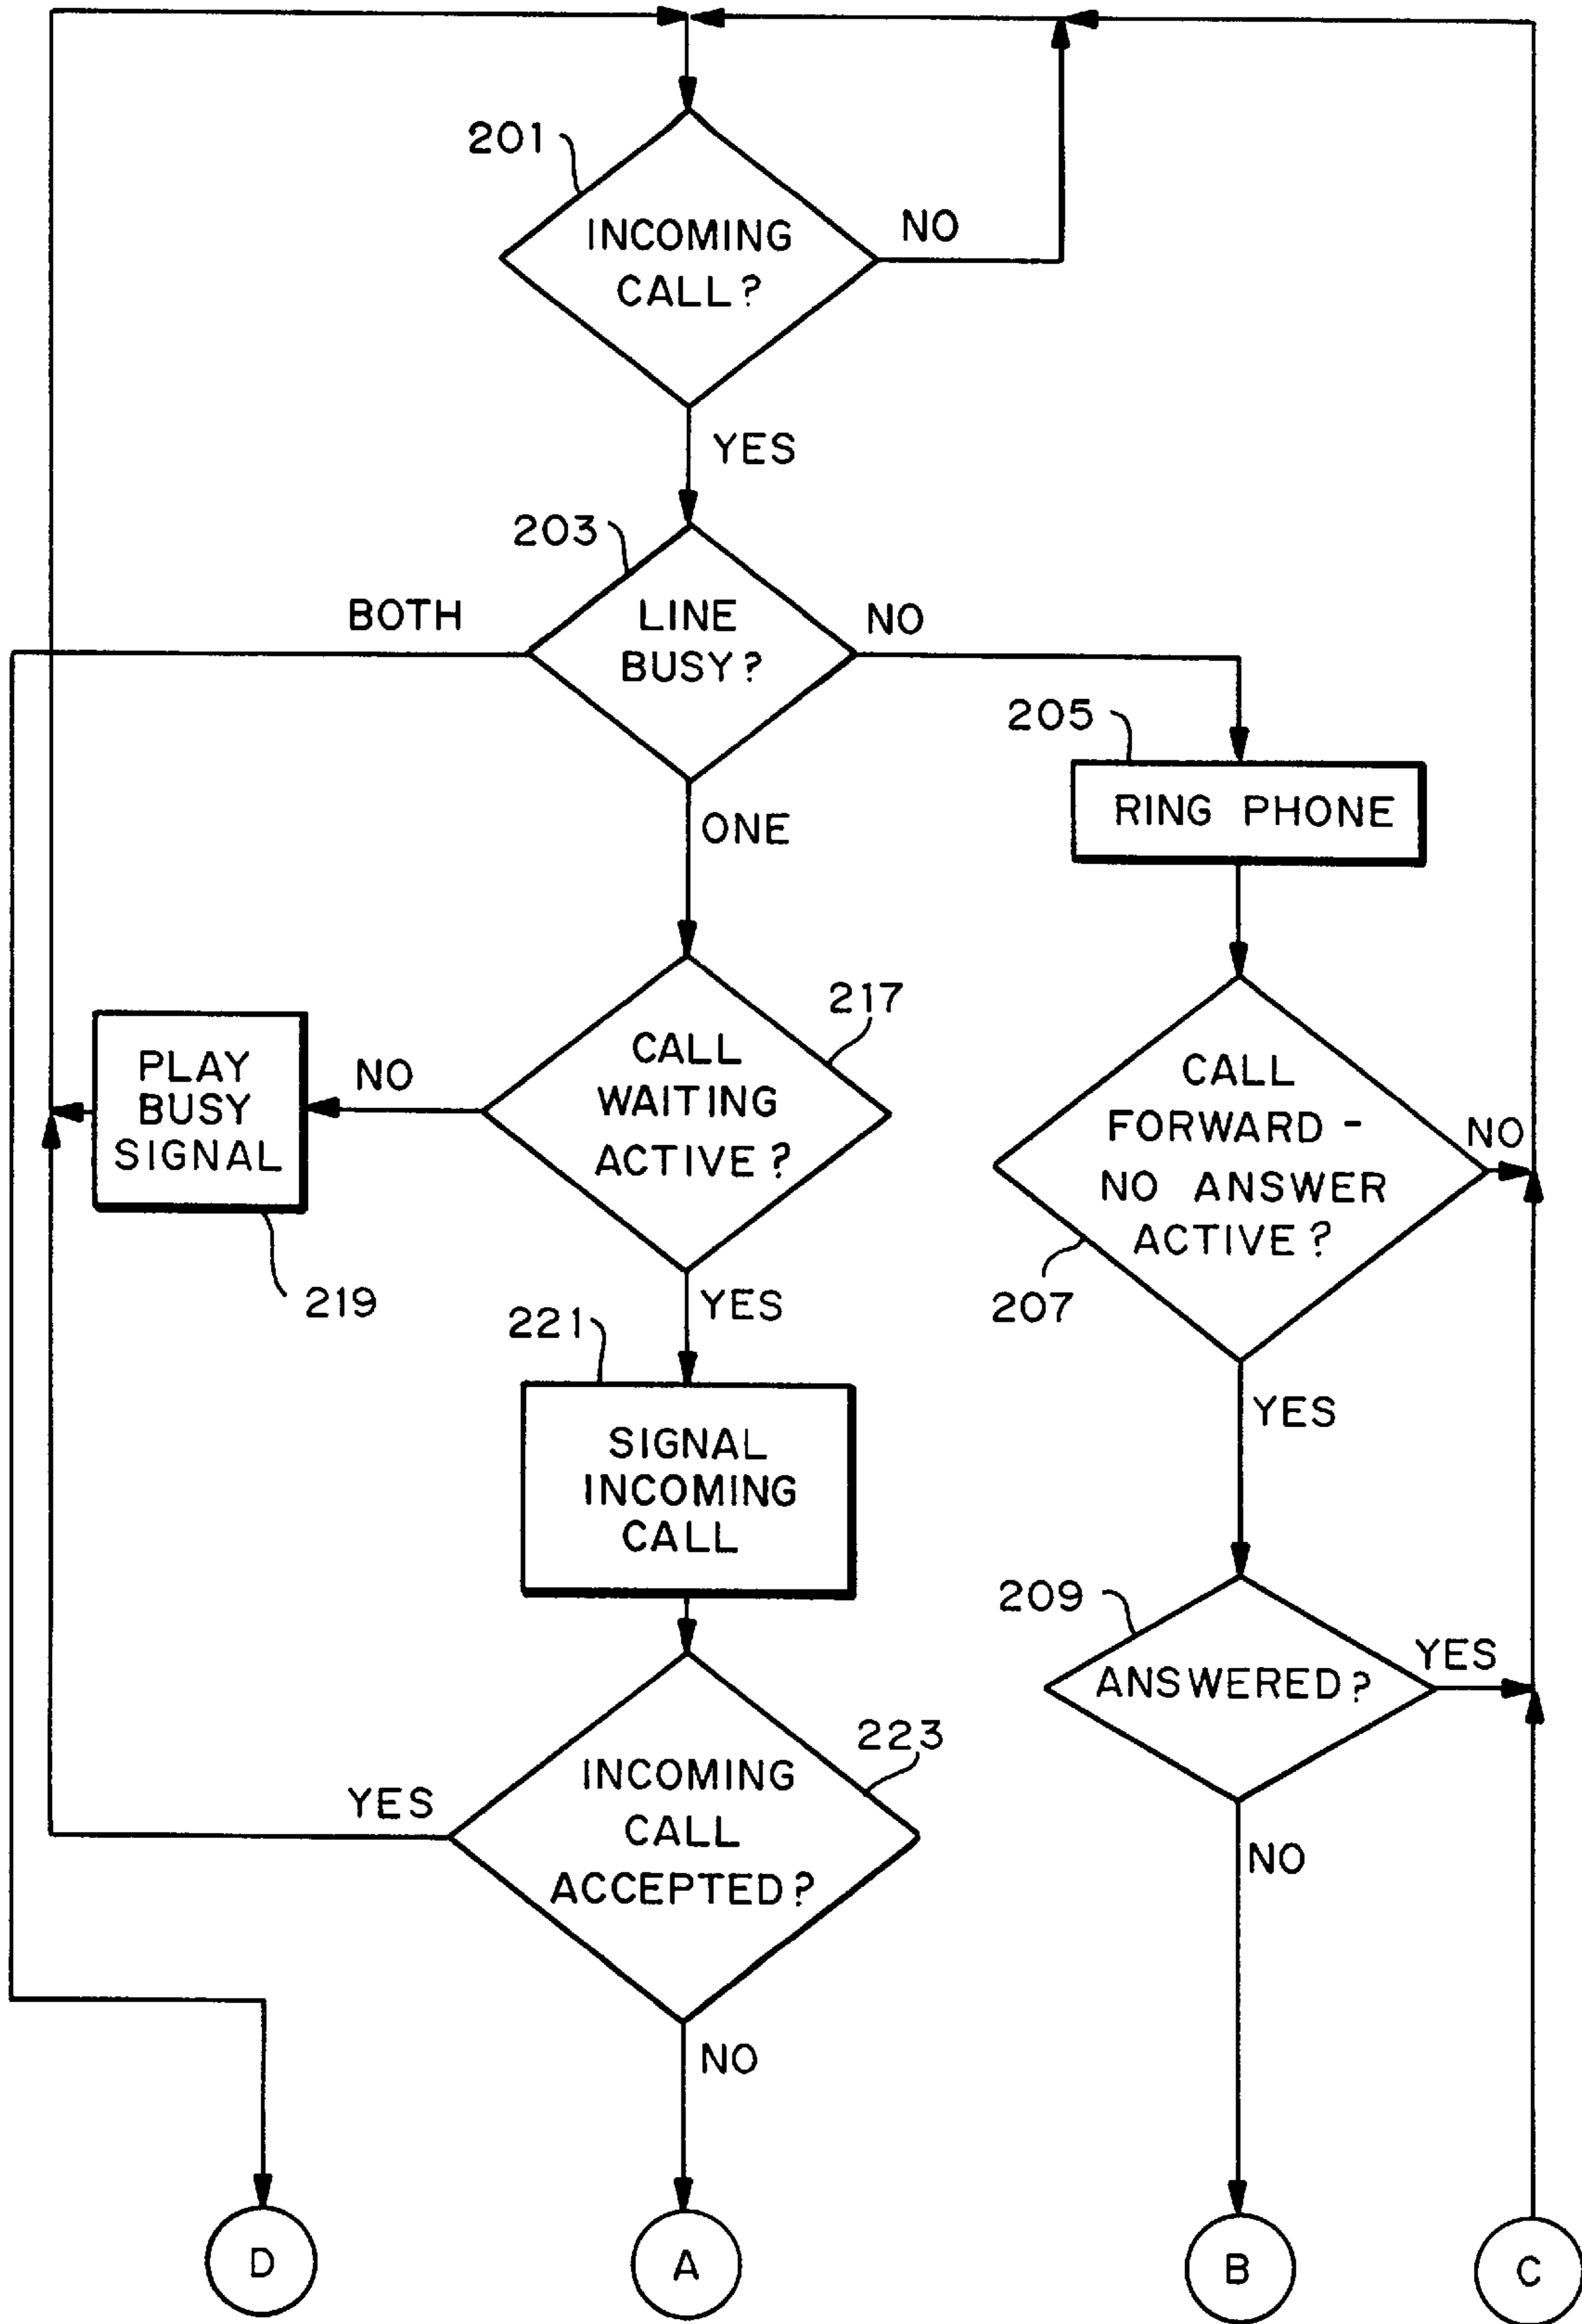 201
INCOMING
CALL?
NO
YES
203
BOTH
LINE
BUSY?
NO
205
RING PHONE
ONE
217
CALL
WAITING
ACTIVE?
NO
PLAY
BUSY
SIGNAL
219
CALL
FORWARD -
NO ANSWER
ACTIVE?
NO
207
YES
221
SIGNAL
INCOMING
CALL
YES
209
ANSWERED?
YES
223
INCOMING
CALL
ACCEPTED?
YES
NO
NO
D
A
B
C